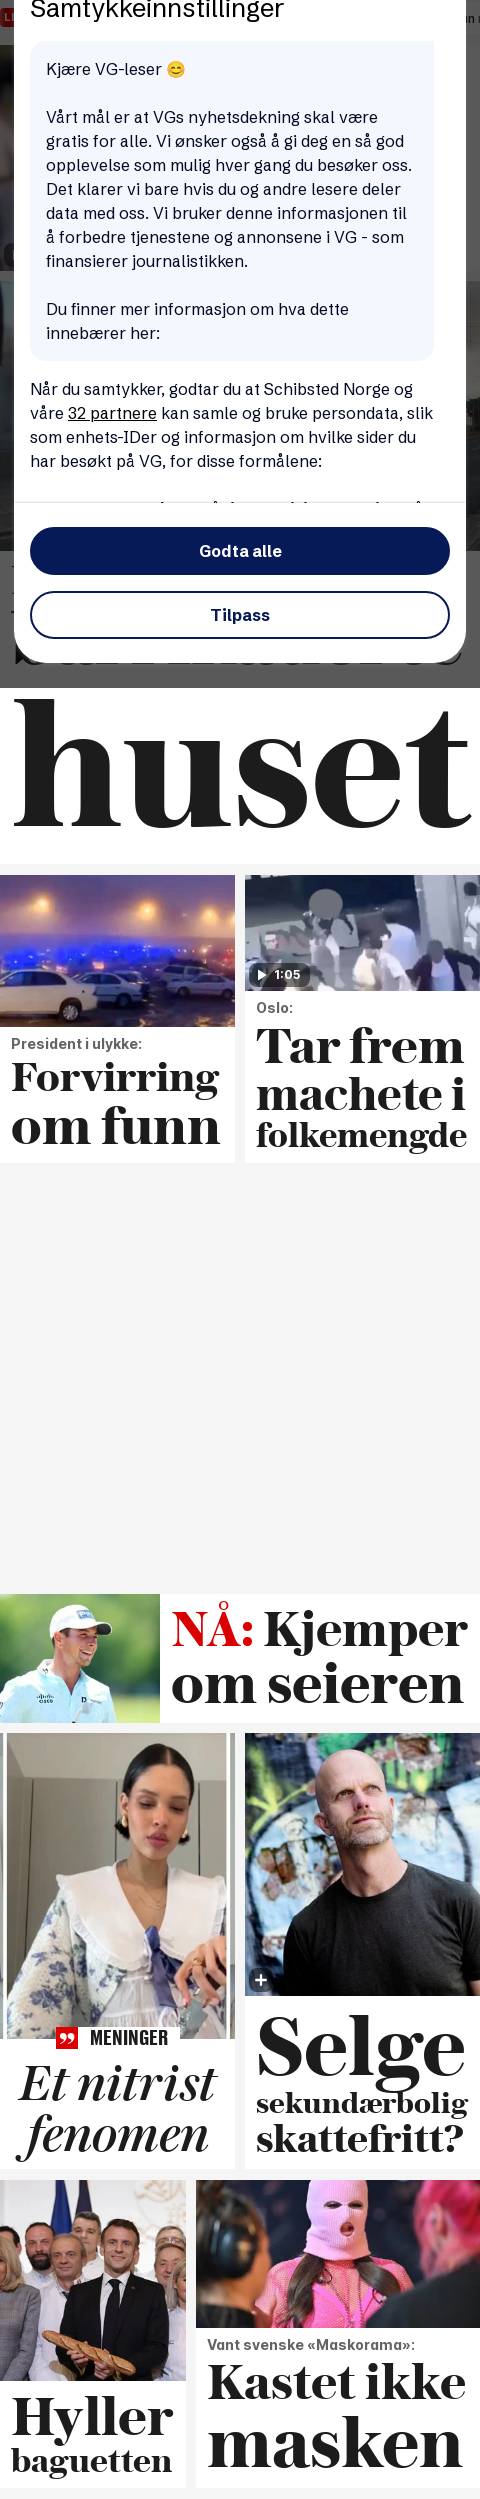 Samtykkeinnstillinger
Kjære VG-leser 😊
Vårt mål er at VGs nyhetsdekning skal være
gratis for alle. Vi ønsker også å gi deg en så god
opplevelse som mulig hver gang du besøker oss.
Det klarer vi bare hvis du og andre lesere deler
data med oss. Vi bruker denne informasjonen til
å forbedre tjenestene og annonsene i VG - som
finansierer journalistikken.
Du finner mer informasjon om hva dette
innebærer her:
Når du samtykker, godtar du at Schibsted Norge og
våre 32 partnere kan samle og bruke persondata, slik
som enhets-IDer og informasjon om hvilke sider du
har besøkt på VG, for disse formålene:
Godta alle
Tilpass
huset
1:05
President i ulykke:
Forvirring
om funn
Oslo:
Tar frem
machete i
folkemengde
NÅ: Kjemper
om seieren
MENINGER
Et nitrist
fenomen
Selge
sekundærbolig
skattefritt?
Hyller
baguetten
Vant svenske «Maskorama»:
Kastet ikke
masken